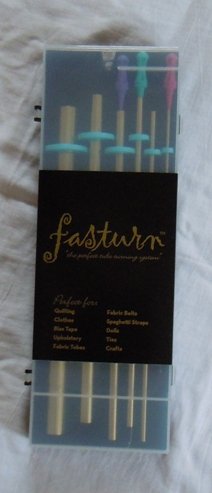 fasturn™
"the perfect tube turning system"
Perfect for:
Quilting
Clothes
Bias Tape
Upholstery
Fabric Tubes
Fabric Belts
Spaghetti Straps
Dolls
Ties
Crafts